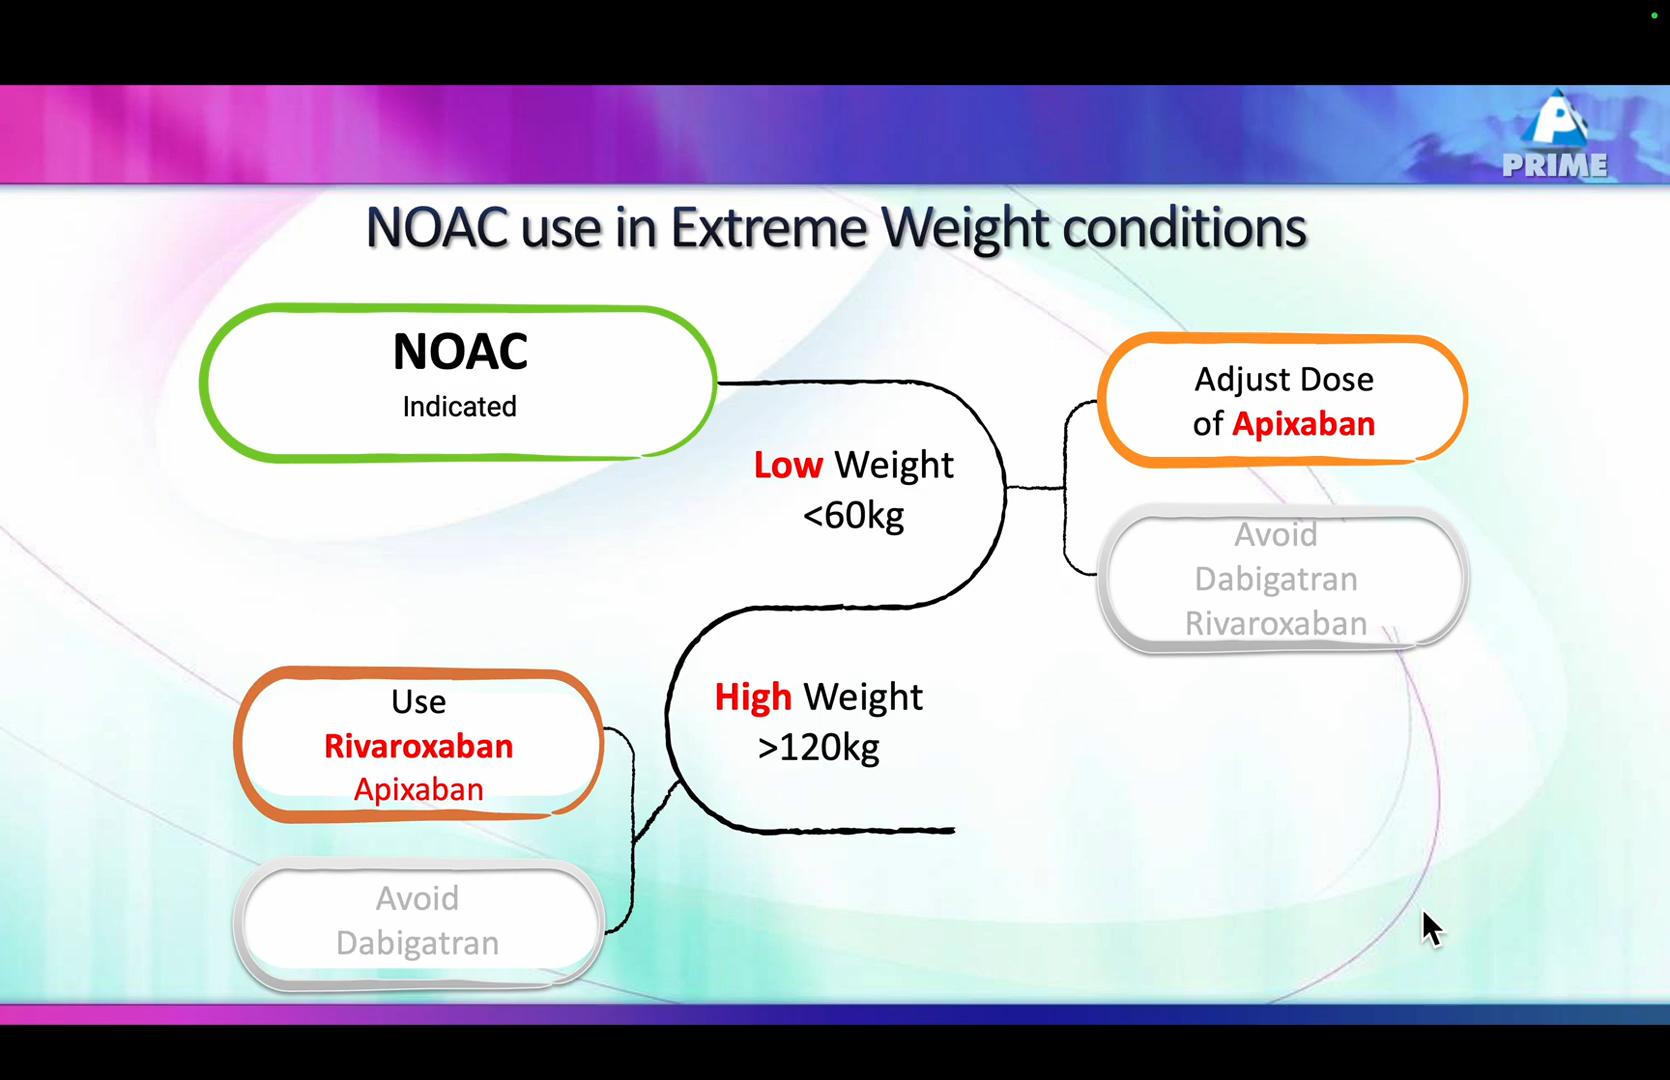 PRIME
NOAC use in Extreme Weight conditions
NOAC
Indicated
Low Weight
<60kg
Adjust Dose
of Apixaban
Avoid
Dabigatran
Rivaroxaban
High Weight
>120kg
Use
Rivaroxaban
Apixaban
Avoid
Dabigatran